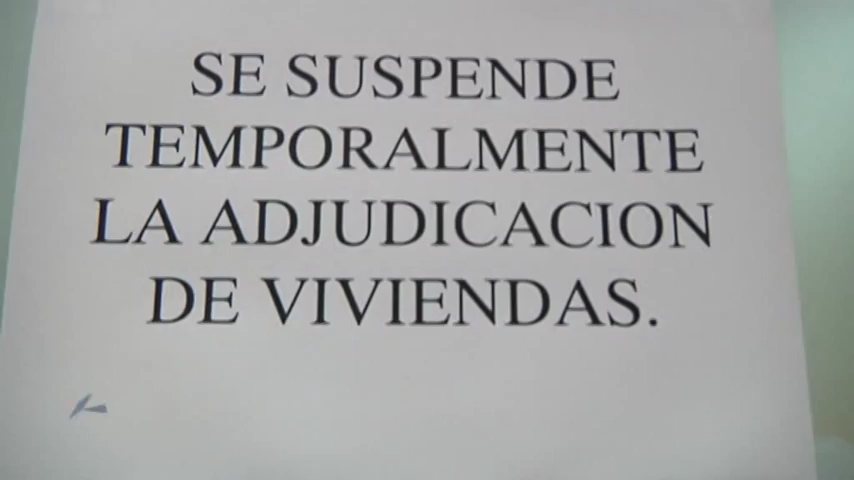 SE SUSPENDE
TEMPORALMENTE
LA ADJUDICACION
DE VIVIENDAS.